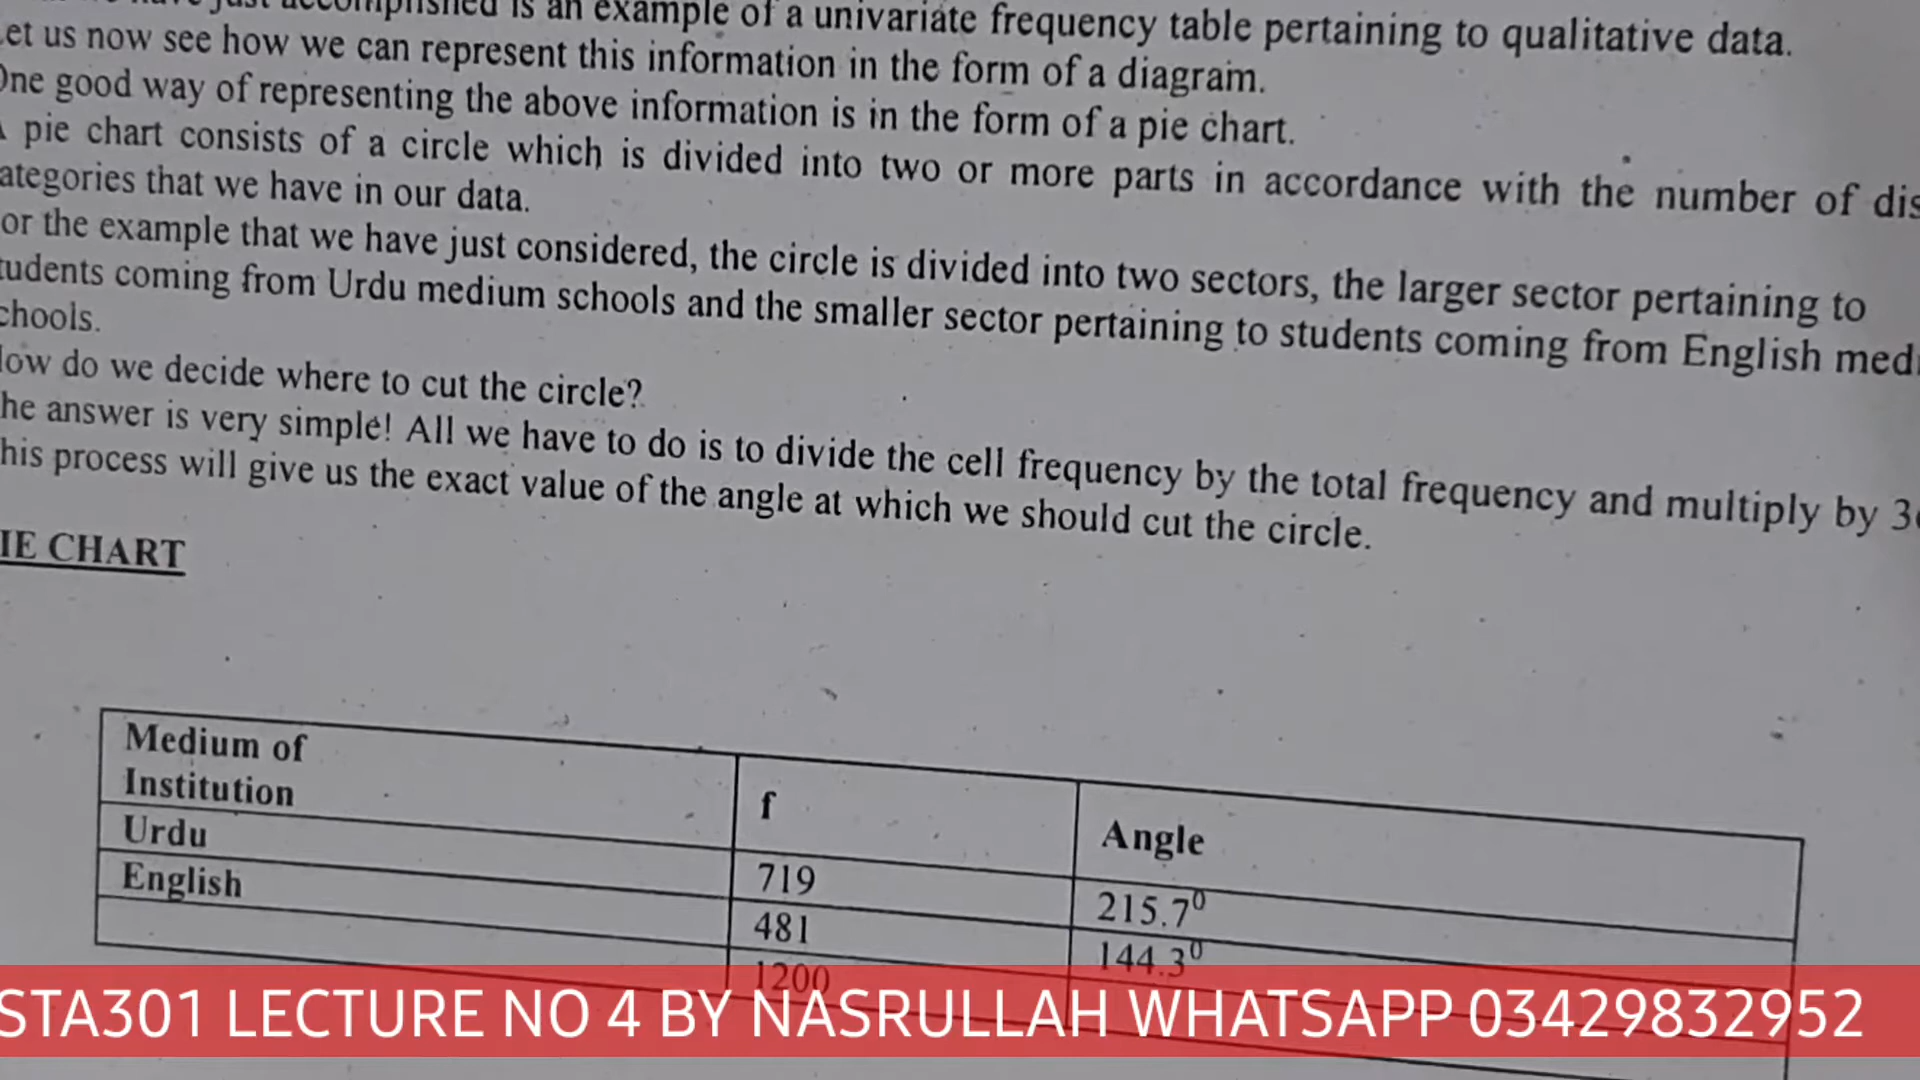 just accomplished is an example of a univariate frequency table pertaining to qualitative data.
et us now see how we can represent this information in the form of a diagram.
One good way of representing the above information is in the form of a pie chart.
pie chart consists of a circle which is divided into two or more parts in accordance with the number of dis
ategories that we have in our data.
or the example that we have just considered, the circle is divided into two sectors, the larger sector pertaining to
tudents coming from Urdu medium schools and the smaller sector pertaining to students coming from English med
chools.
How do we decide where to cut the circle?
he answer is very simple! All we have to do is to divide the cell frequency by the total frequency and multiply by 3
his process will give us the exact value of the angle at which we should cut the circle.
IE CHART
Medium of
Institution f Angle
Urdu 719 215.7⁰
English 481 144.3⁰
1200
STA301 LECTURE NO 4 BY NASRULLAH WHATSAPP 03429832952